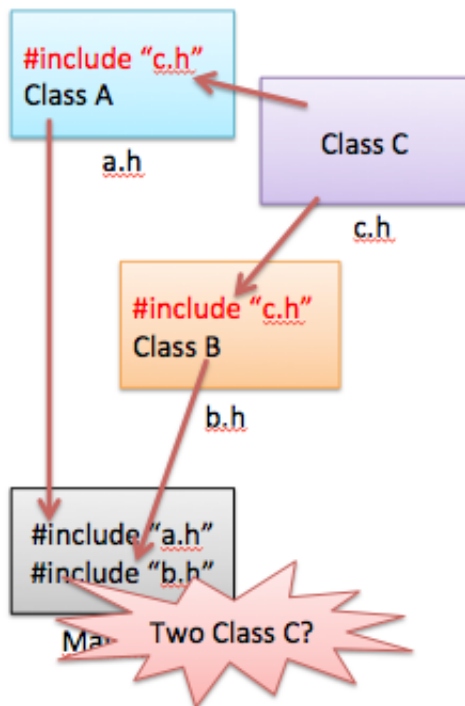 #include “c.h”
Class A
a.h
Class C
c.h
#include “c.h”
Class B
b.h
#include “a.h”
#include “b.h”
Two Class C?